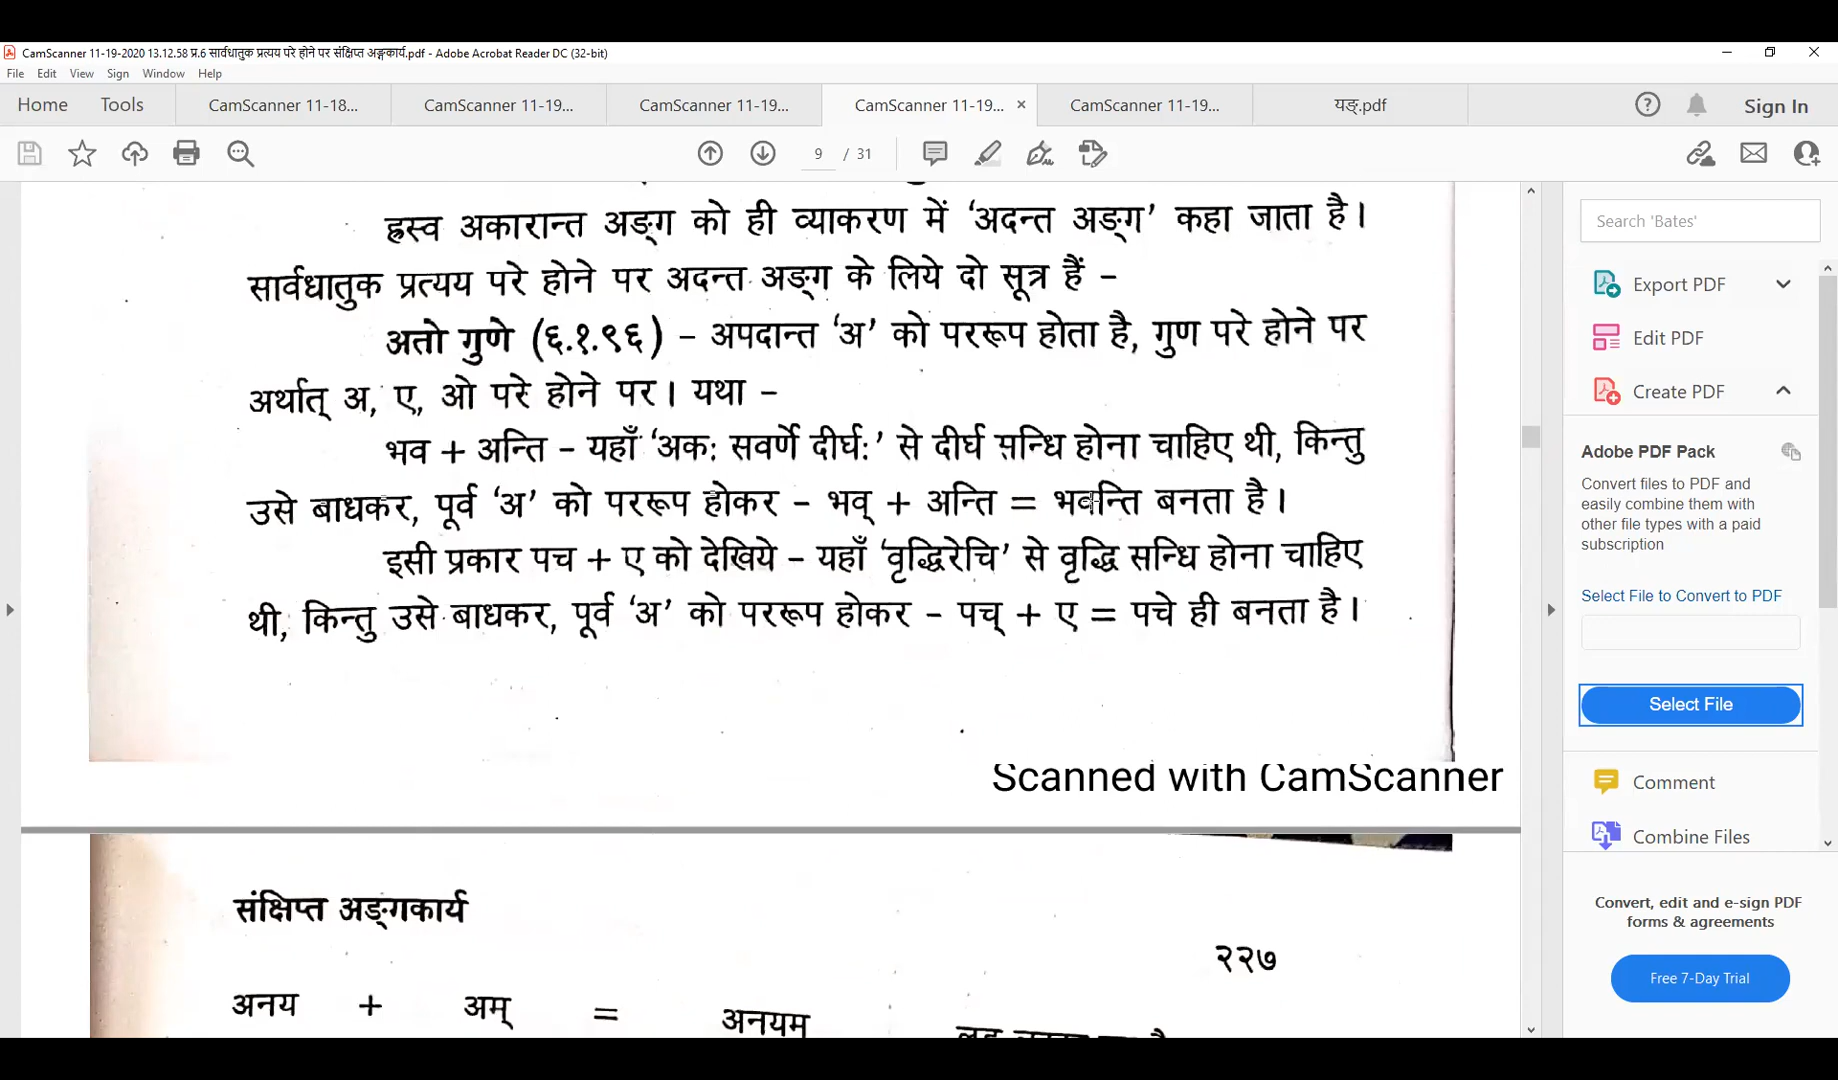 CamScanner 11-19-2020 13.12.58 प्र.6 सार्वधातुक प्रत्यय परे होने पर संक्षिप्त अङ्गकार्य.pdf - Adobe Acrobat Reader DC (32-bit)
File Edit View Sign Window Help
Home Tools CamScanner 11-18... CamScanner 11-19... CamScanner 11-19... CamScanner 11-19... × CamScanner 11-19... यङ्.pdf Sign In
9 / 31
ह्रस्व अकारान्त अङ्ग को ही व्याकरण में ‘अदन्त अङ्ग’ कहा जाता है।
सार्वधातुक प्रत्यय परे होने पर अदन्त अङ्ग के लिये दो सूत्र हैं –
अतो गुणे (६.१.९६) – अपदान्त ‘अ’ को पररूप होता है, गुण परे होने पर
अर्थात् अ, ए, ओ परे होने पर। यथा –
भव + अन्ति – यहाँ ‘अक: सवर्णे दीर्घ:’ से दीर्घ सन्धि होना चाहिए थी, किन्तु
उसे बाधकर, पूर्व ‘अ’ को पररूप होकर – भव् + अन्ति = भवन्ति बनता है।
इसी प्रकार पच + ए को देखिये – यहाँ ‘वृद्धिरेचि’ से वृद्धि सन्धि होना चाहिए
थी, किन्तु उसे बाधकर, पूर्व ‘अ’ को पररूप होकर – पच् + ए = पचे ही बनता है।
Scanned with CamScanner
संक्षिप्त अङ्गकार्य
२२७
अनय + अम् = अनयम्
Search 'Bates'
Export PDF
Edit PDF
Create PDF
Adobe PDF Pack
Convert files to PDF and
easily combine them with
other file types with a paid
subscription
Select File to Convert to PDF
Select File
Comment
Combine Files
Convert, edit and e-sign PDF
forms & agreements
Free 7-Day Trial